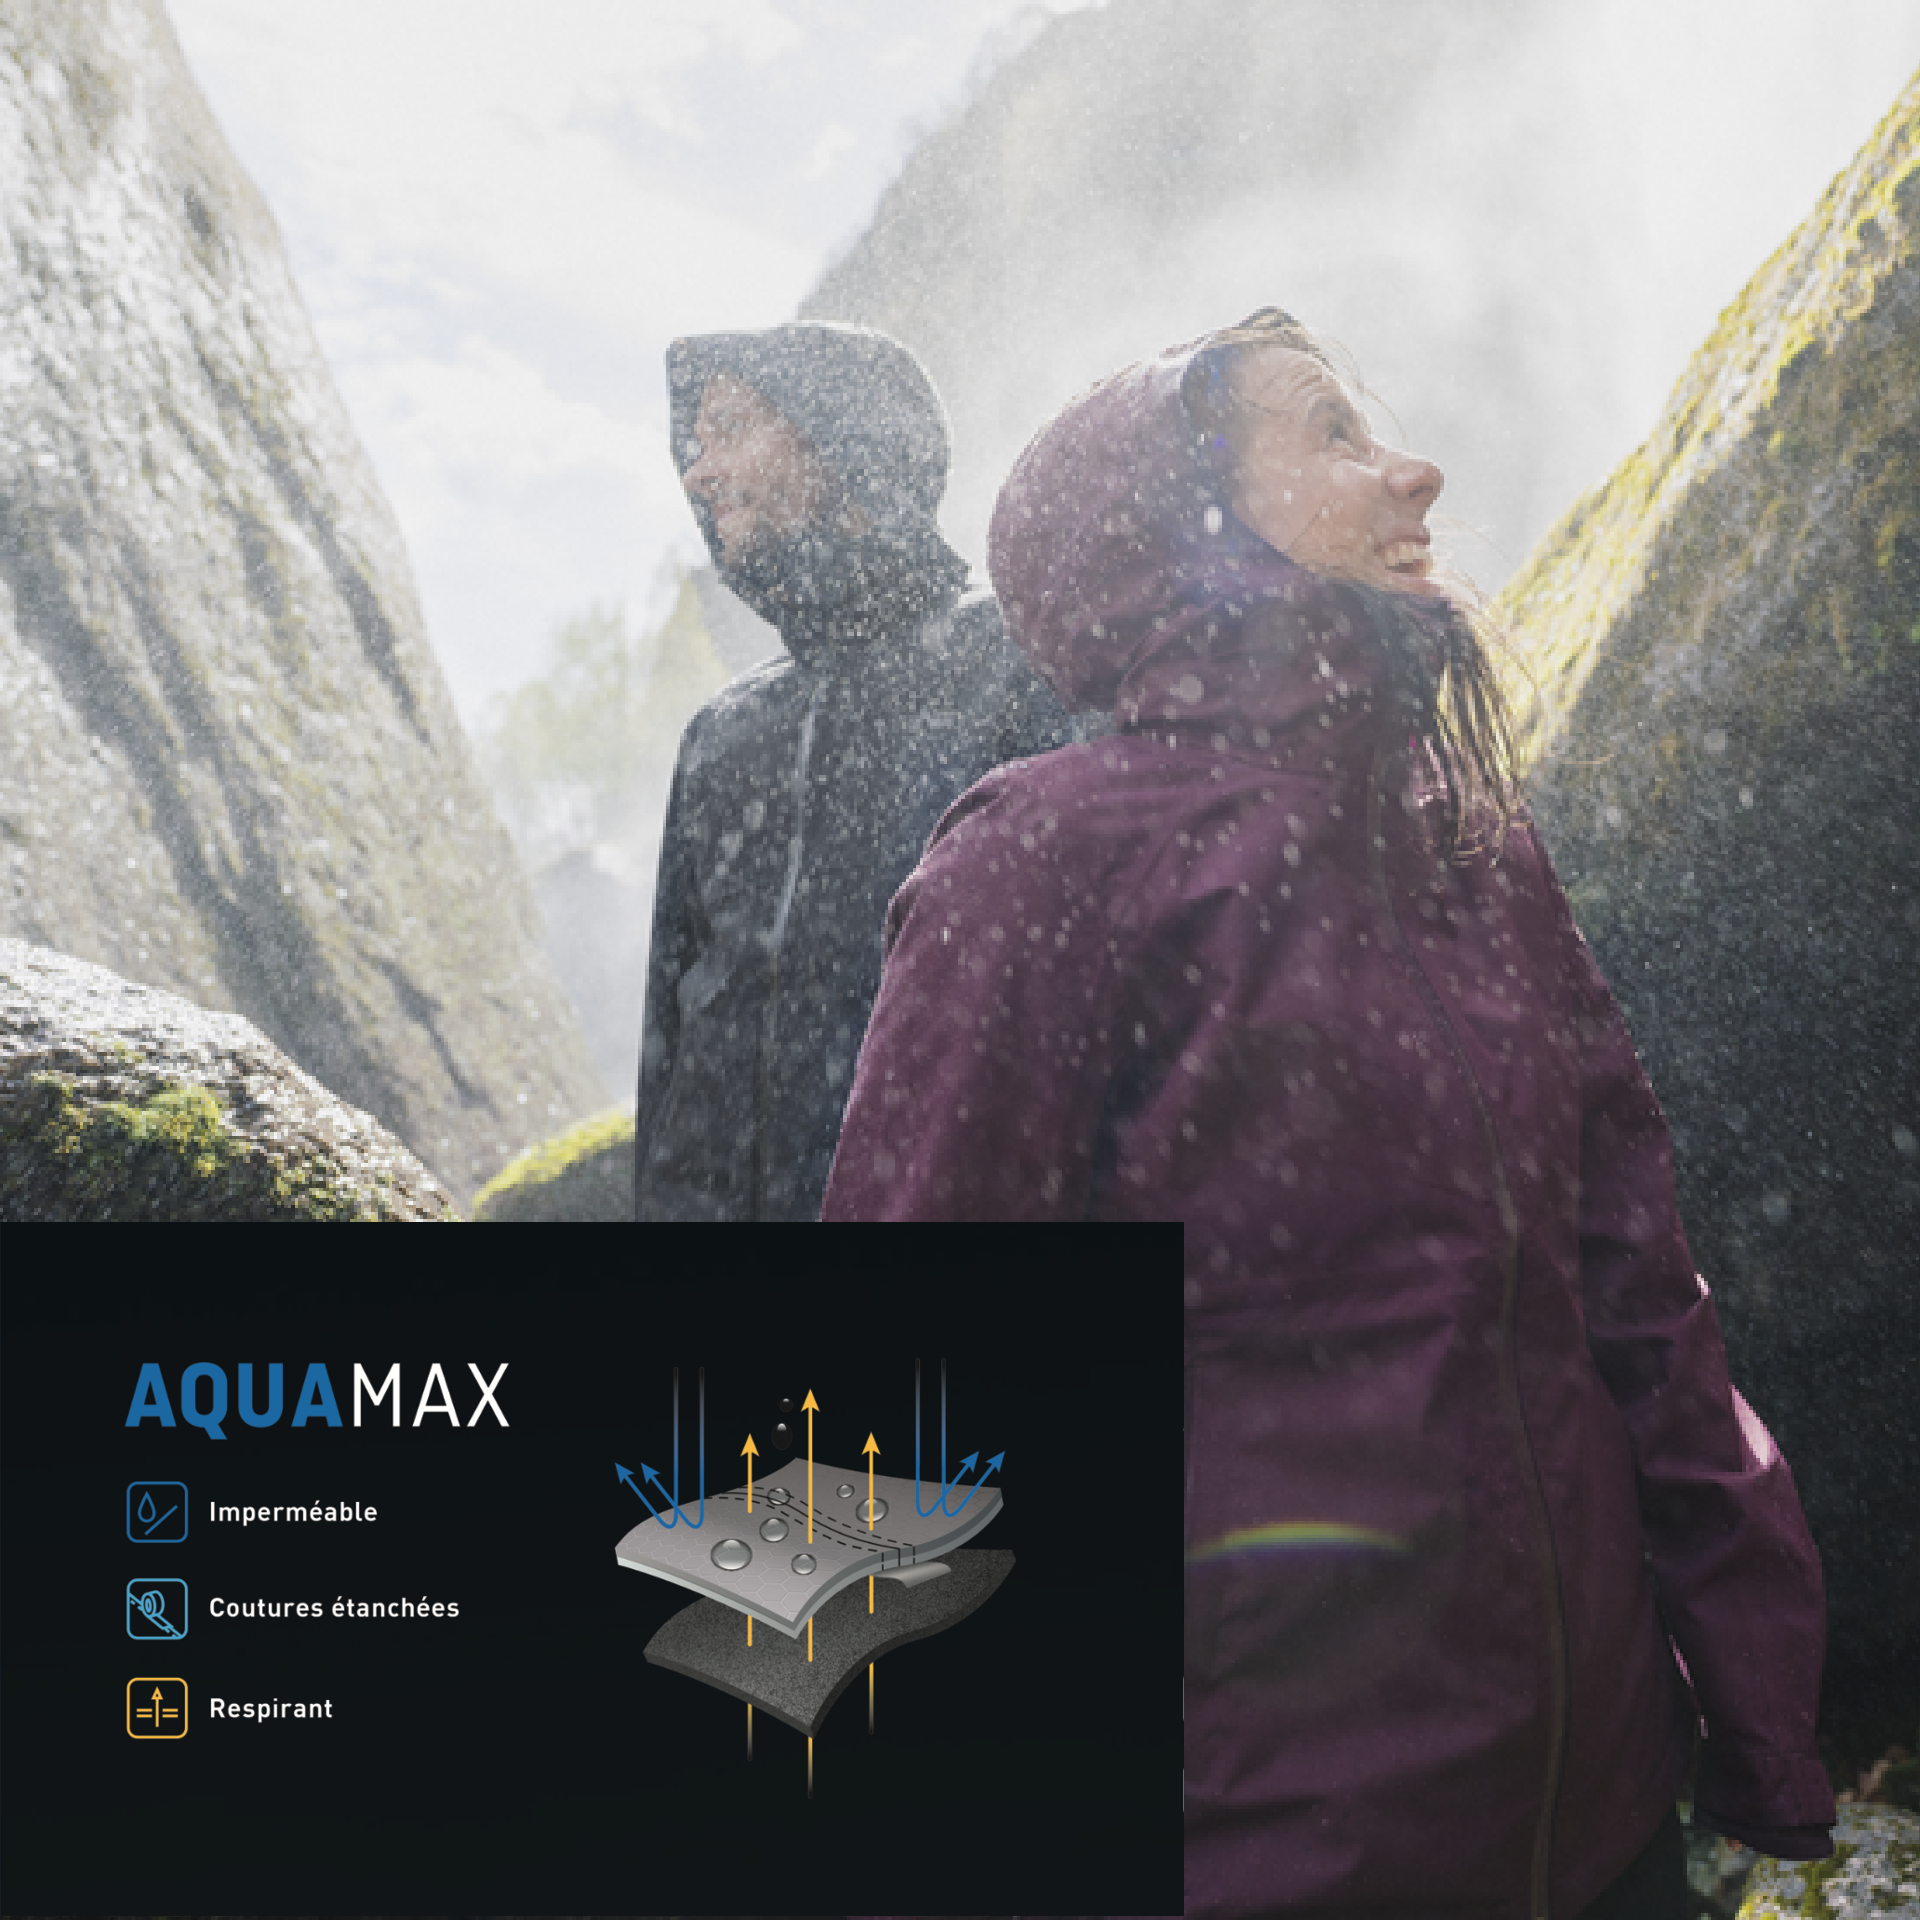 AQUAMAX
Imperméable
Coutures étanchées
Respirant